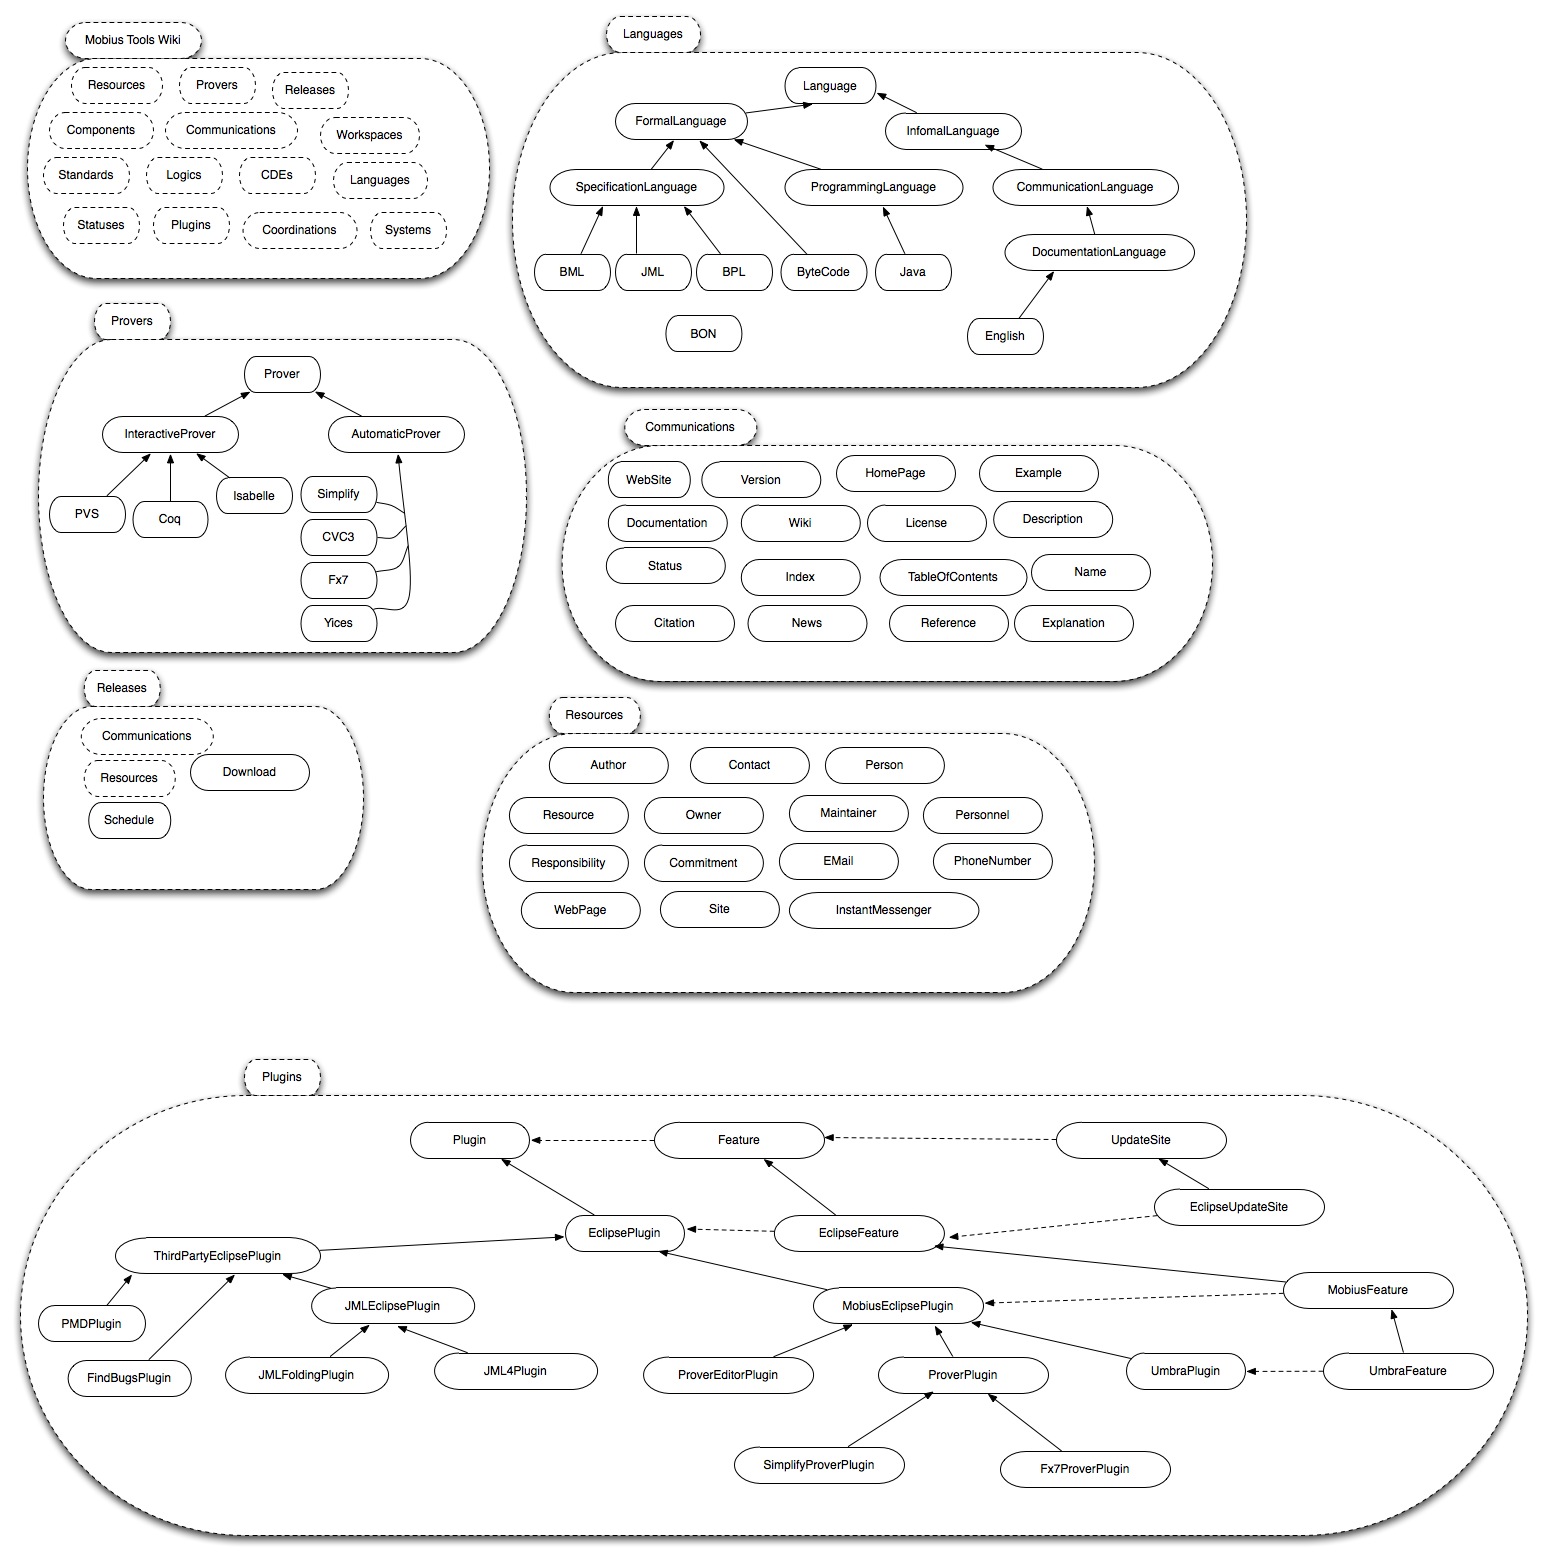 Mobius Tools Wiki
Resources
Provers
Releases
Components
Communications
Workspaces
Standards
Logics
CDEs
Languages
Statuses
Plugins
Coordinations
Systems
Languages
Language
FormalLanguage
InfomalLanguage
SpecificationLanguage
ProgrammingLanguage
CommunicationLanguage
DocumentationLanguage
BML
JML
BPL
ByteCode
Java
BON
English
Provers
Prover
InteractiveProver
AutomaticProver
PVS
Coq
Isabelle
Simplify
CVC3
Fx7
Yices
Communications
WebSite
Version
HomePage
Example
Documentation
Wiki
License
Description
Status
Index
TableOfContents
Name
Citation
News
Reference
Explanation
Releases
Communications
Resources
Download
Schedule
Resources
Author
Contact
Person
Resource
Owner
Maintainer
Personnel
Responsibility
Commitment
EMail
PhoneNumber
WebPage
Site
InstantMessenger
Plugins
Plugin
Feature
UpdateSite
EclipseUpdateSite
EclipsePlugin
EclipseFeature
ThirdPartyEclipsePlugin
MobiusFeature
JMLEclipsePlugin
MobiusEclipsePlugin
PMDPlugin
FindBugsPlugin
JMLFoldingPlugin
JML4Plugin
ProverEditorPlugin
ProverPlugin
UmbraPlugin
UmbraFeature
SimplifyProverPlugin
Fx7ProverPlugin